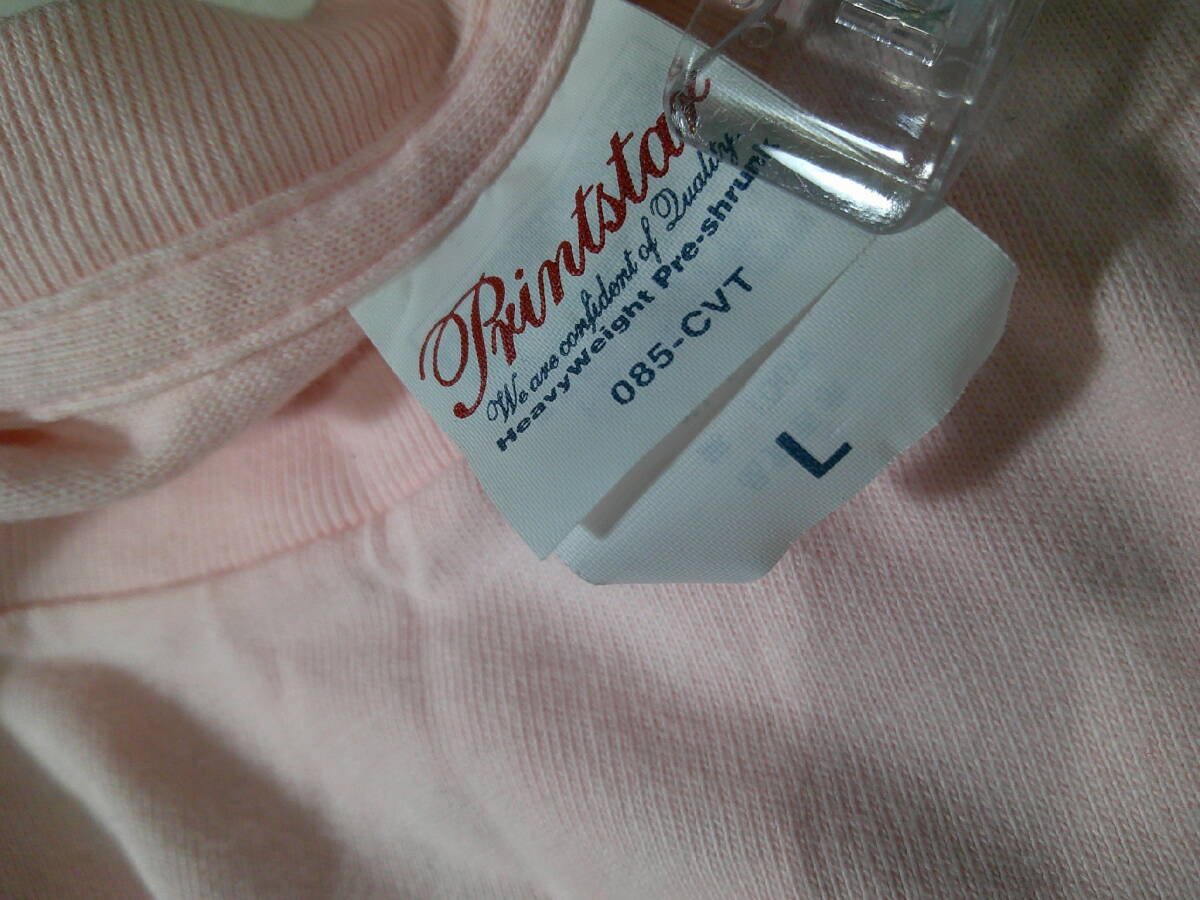 Printstar
We are confident of Quality.
Heavyweight Pre-shrunk
085-CVT
L